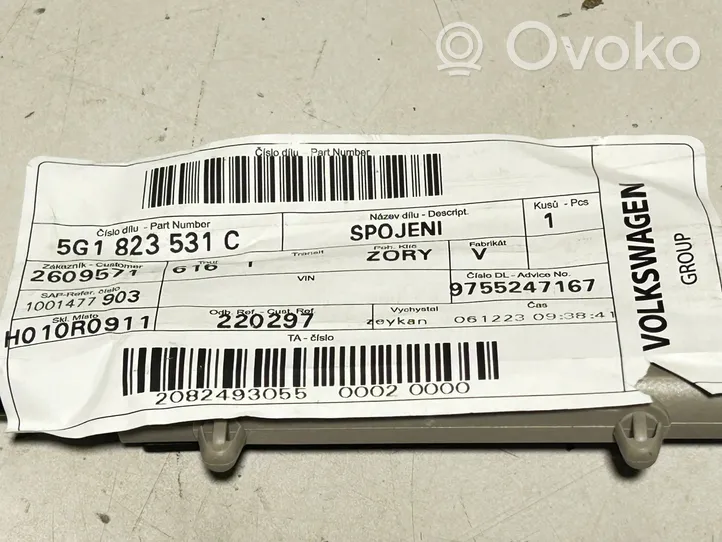 Ovoko
Číslo dílu - Part Number
Číslo dílu - Part Number
5G1 823 531 C
Název dílu - Descript.
SPOJENI
Kusů - Pcs
1
Zákazník - Customer
2609571
616 1
Transit
Poh. Klíč
ZORY
Fabrikát
V
SAP-Refer. číslo
1001477903
VIN
Číslo DL - Advice No.
9755247167
Skl. Místo
H010R0911
Odb. Ref - Cust. Ref
220297
Vychystal
zeykan
Čas
061223 09:38:41
TA - číslo
2082493055 0002 0000
VOLKSWAGEN
GROUP